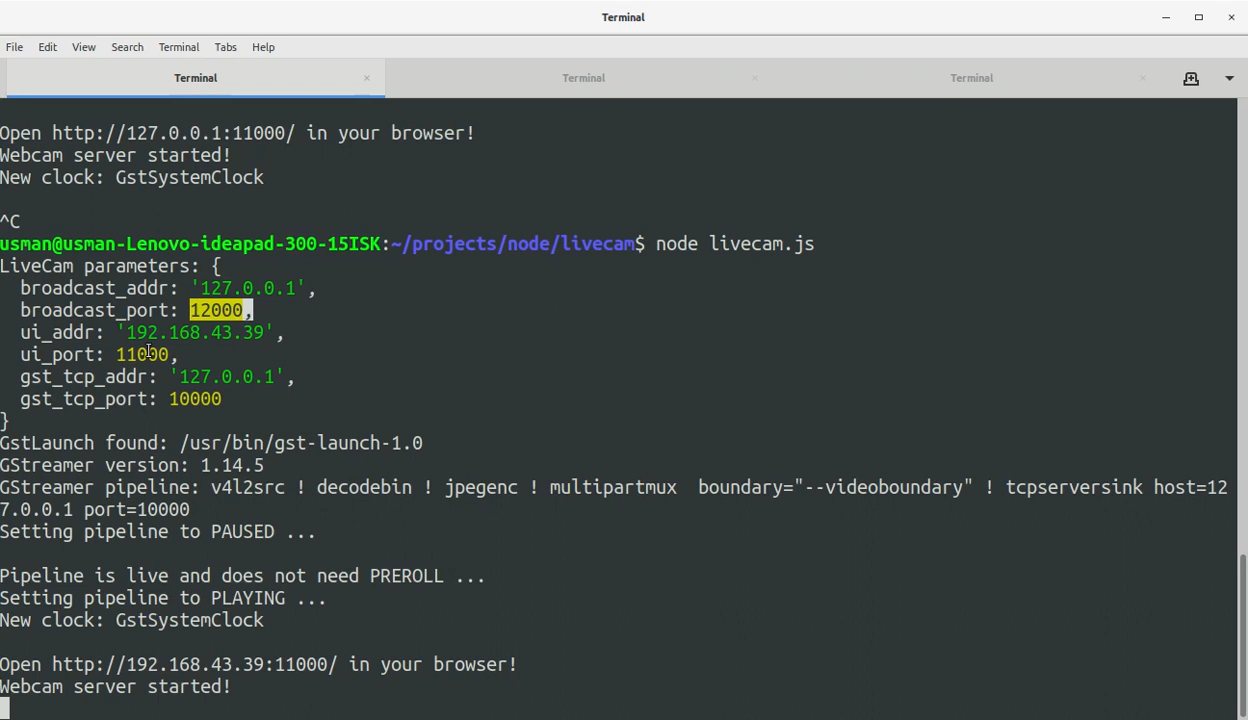 Terminal
File Edit View Search Terminal Tabs Help
Terminal Terminal Terminal
Open http://127.0.0.1:11000/ in your browser!
Webcam server started!
New clock: GstSystemClock
^C
usman@usman-Lenovo-ideapad-300-15ISK:~/projects/node/livecam$ node livecam.js
LiveCam parameters: {
  broadcast_addr: '127.0.0.1',
  broadcast_port: 12000,
  ui_addr: '192.168.43.39',
  ui_port: 11000,
  gst_tcp_addr: '127.0.0.1',
  gst_tcp_port: 10000
}
GstLaunch found: /usr/bin/gst-launch-1.0
GStreamer version: 1.14.5
GStreamer pipeline: v4l2src ! decodebin ! jpegenc ! multipartmux  boundary="--videoboundary" ! tcpserversink host=12
7.0.0.1 port=10000
Setting pipeline to PAUSED ...
Pipeline is live and does not need PREROLL ...
Setting pipeline to PLAYING ...
New clock: GstSystemClock
Open http://192.168.43.39:11000/ in your browser!
Webcam server started!